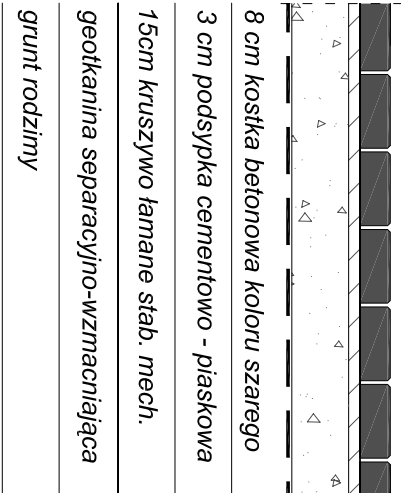 8 cm kostka betonowa koloru szarego
3 cm podsypka cementowo - piaskowa
15cm kruszywo łamane stab. mech.
geotkanina separacyjno-wzmacniająca
grunt rodzimy